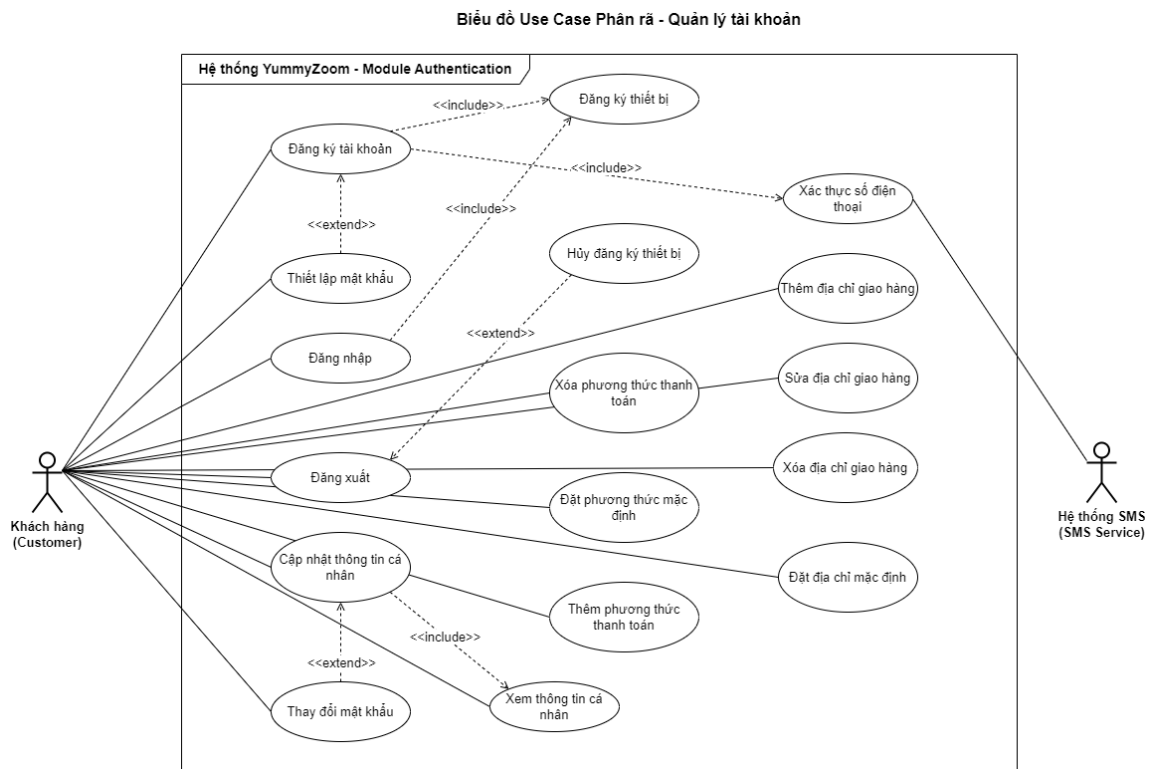 Biểu đồ Use Case Phân rã - Quản lý tài khoản
Hệ thống YummyZoom - Module Authentication
Đăng ký thiết bị
<<include>>
Đăng ký tài khoản
<<include>>
Xác thực số điện
thoại
<<include>>
<<extend>>
Hủy đăng ký thiết bị
Thiết lập mật khẩu
Thêm địa chỉ giao hàng
<<extend>>
Đăng nhập
Xóa phương thức thanh
toán
Sửa địa chỉ giao hàng
Đăng xuất
Xóa địa chỉ giao hàng
Đặt phương thức mặc
định
Khách hàng
(Customer)
Hệ thống SMS
(SMS Service)
Cập nhật thông tin cá
nhân
Đặt địa chỉ mặc định
Thêm phương thức
thanh toán
<<include>>
<<extend>>
Xem thông tin cá
nhân
Thay đổi mật khẩu